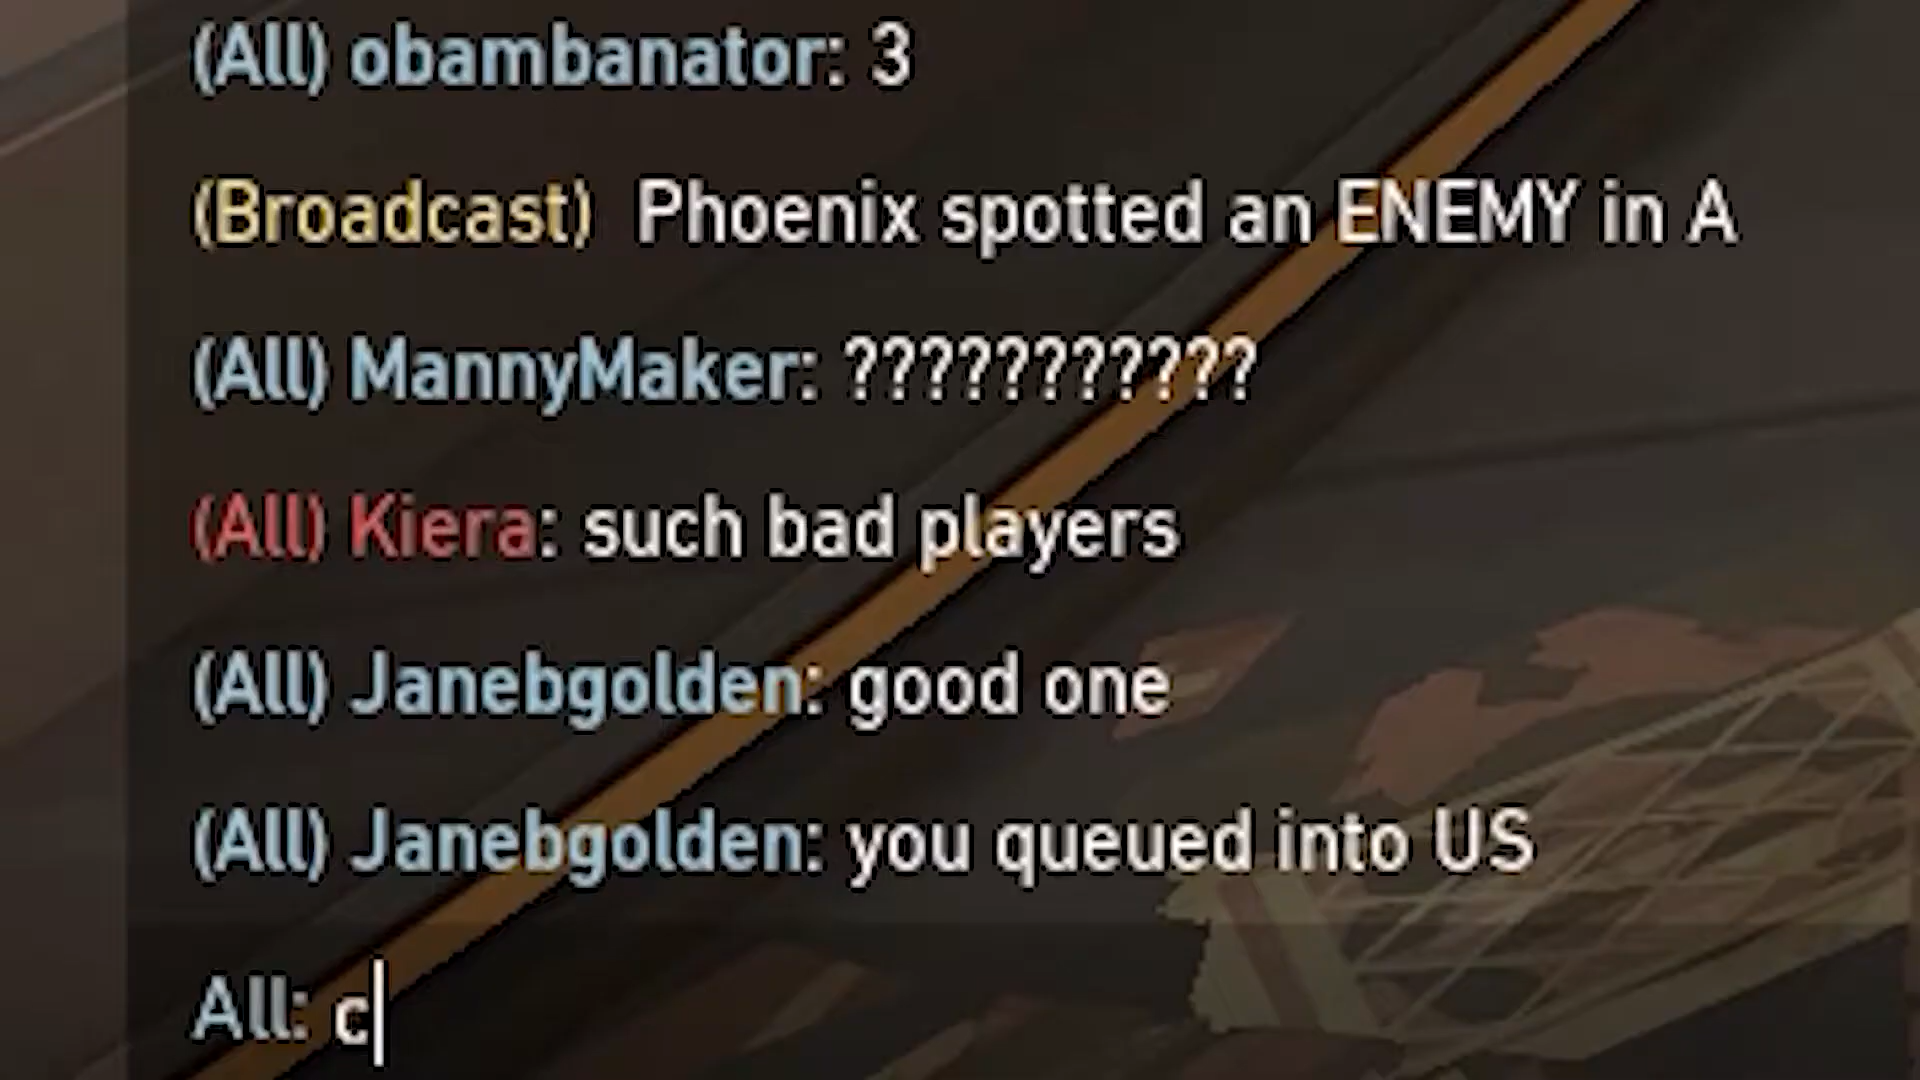 (All) obambanator: 3
(Broadcast) Phoenix spotted an ENEMY in A
(All) MannyMaker: ???????????
(All) Kiera: such bad players
(All) Janebgolden: good one
(All) Janebgolden: you queued into US
All: c